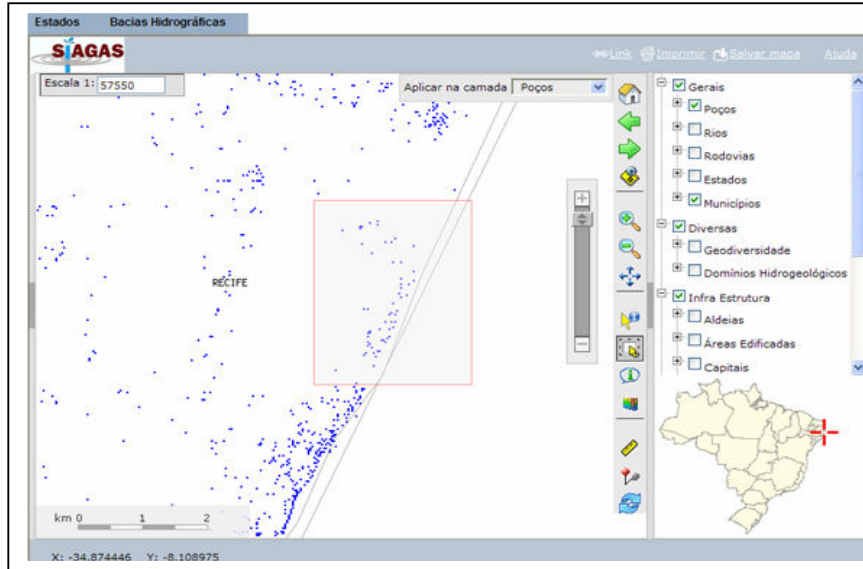 Estados Bacias Hidrográficas
SIAGAS
Link Imprimir Salvar mapa Ajuda
Escala 1: 57550
Aplicar na camada Poços
RECIFE
km 0 1 2
X: -34.874446 Y: -8.108975
Gerais
Poços
Rios
Rodovias
Estados
Municípios
Diversas
Geodiversidade
Domínios Hidrogeológicos
Infra Estrutura
Aldeias
Áreas Edificadas
Capitais